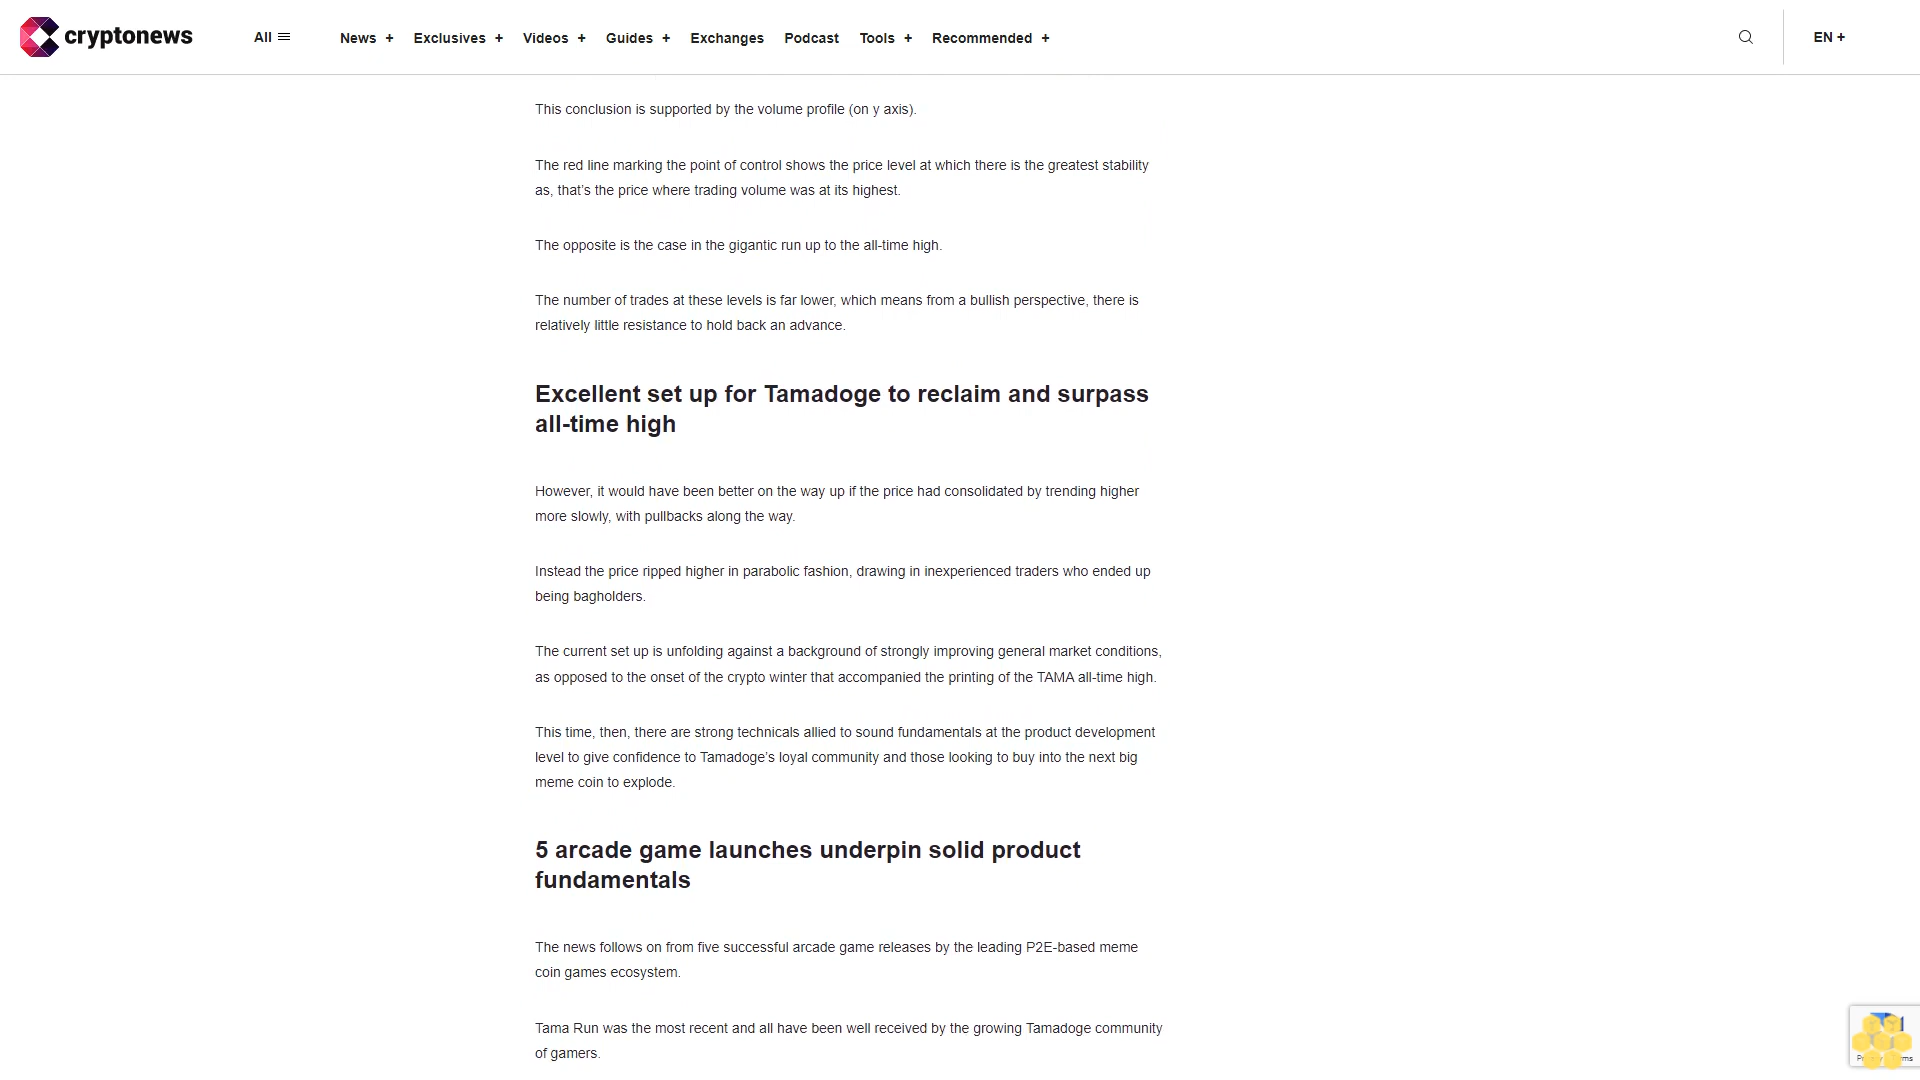 cryptonews
All
News +
Exclusives +
Videos +
Guides +
Exchanges
Podcast
Tools +
Recommended +
EN +
This conclusion is supported by the volume profile (on y axis).
The red line marking the point of control shows the price level at which there is the greatest stability
as, that’s the price where trading volume was at its highest.
The opposite is the case in the gigantic run up to the all-time high.
The number of trades at these levels is far lower, which means from a bullish perspective, there is
relatively little resistance to hold back an advance.
Excellent set up for Tamadoge to reclaim and surpass
all-time high
However, it would have been better on the way up if the price had consolidated by trending higher
more slowly, with pullbacks along the way.
Instead the price ripped higher in parabolic fashion, drawing in inexperienced traders who ended up
being bagholders.
The current set up is unfolding against a background of strongly improving general market conditions,
as opposed to the onset of the crypto winter that accompanied the printing of the TAMA all-time high.
This time, then, there are strong technicals allied to sound fundamentals at the product development
level to give confidence to Tamadoge’s loyal community and those looking to buy into the next big
meme coin to explode.
5 arcade game launches underpin solid product
fundamentals
The news follows on from five successful arcade game releases by the leading P2E-based meme
coin games ecosystem.
Tama Run was the most recent and all have been well received by the growing Tamadoge community
of gamers.